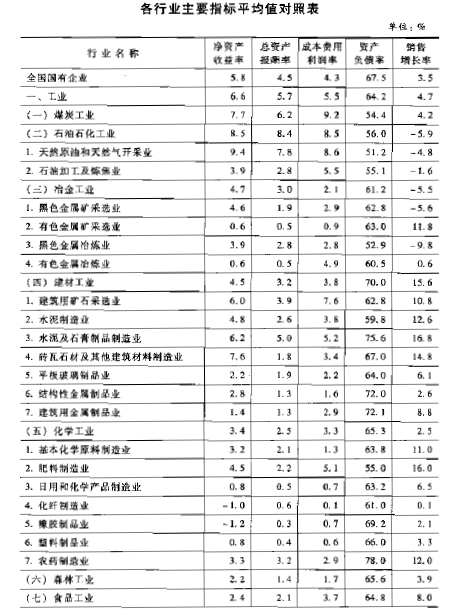 各行业主要指标平均值对照表
单位：%
行业名称 净资产收益率 总资产报酬率 成本费用利润率 资产负债率 销售增长率
全国国有企业 5.8 4.5 4.3 67.5 3.5
一、工业 6.6 5.7 5.5 64.2 4.7
(一) 煤炭工业 7.7 6.2 9.2 54.4 4.2
(二) 石油石化工业 8.5 8.4 8.5 56.0 -5.9
1. 天然原油和天然气开采业 9.4 7.8 8.6 51.2 -4.8
2. 石油加工及炼焦业 3.9 2.8 5.5 55.1 -1.6
(三) 冶金工业 4.7 3.0 2.1 61.2 -5.5
1. 黑色金属矿采选业 4.6 1.9 2.9 62.8 -5.6
2. 有色金属矿采选业 0.6 0.5 0.9 63.0 11.8
3. 黑色金属冶炼业 3.9 2.8 2.8 52.9 -9.8
4. 有色金属冶炼业 0.6 0.5 4.9 60.5 0.6
(四) 建材工业 4.5 3.2 3.8 70.0 15.6
1. 建筑用矿石采选业 6.0 3.9 7.6 62.8 10.8
2. 水泥制造业 4.8 2.6 3.8 59.8 12.6
3. 水泥及石膏制品制造业 6.2 5.0 5.2 75.6 16.8
4. 砖瓦石材及其他建筑材料制造业 7.6 1.8 3.4 67.0 14.8
5. 平板玻璃制品业 2.2 1.9 2.2 64.0 6.1
6. 结构性金属制品业 2.8 1.3 1.6 72.0 2.6
7. 建筑用金属制品业 1.4 1.3 2.9 72.1 8.8
(五) 化学工业 3.4 2.5 3.3 65.3 2.5
1. 基本化学原料制造业 3.2 2.1 1.3 63.8 11.0
2. 肥料制造业 4.5 2.2 5.1 55.0 16.0
3. 日用和化学产品制造业 0.8 0.5 0.7 63.2 6.5
4. 化纤制造业 -1.0 0.6 0.1 61.0 0.1
5. 橡胶制品业 -1.2 0.3 0.7 69.2 2.1
6. 塑料制品业 0.8 0.4 0.6 66.0 3.3
7. 农药制造业 3.3 3.2 2.9 78.0 12.0
(六) 森林工业 2.2 1.4 1.7 65.6 3.9
(七) 食品工业 2.4 2.1 3.7 64.8 8.0